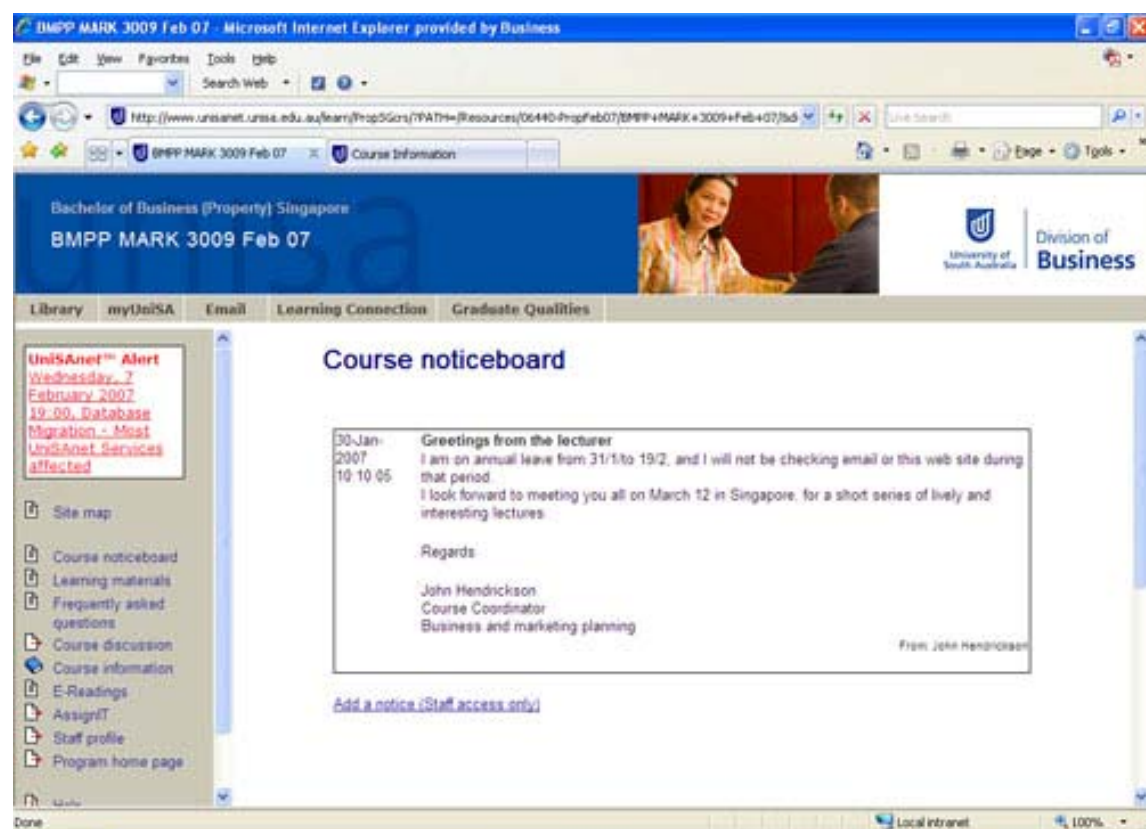 BMPP MARK 3009 Feb 07 - Microsoft Internet Explorer provided by Business
File Edit View Favorites Tools Help
Search Web
Live Search
BMPP MARK 3009 Feb 07
Course Information
Page
Tools
Bachelor of Business (Property) Singapore
BMPP MARK 3009 Feb 07
unisa
University of
South Australia
Division of
Business
Library myUniSA Email Learning Connection Graduate Qualities
UniSAnet™ Alert
Wednesday, 7
February 2007
19:00, Database
Migration - Most
UniSAnet Services
affected
Site map
Course noticeboard
Learning materials
Frequently asked
questions
Course discussion
Course information
E-Readings
AssignIT
Staff profile
Program home page
Help
Course noticeboard
30-Jan-
2007
10:10:05
Greetings from the lecturer
I am on annual leave from 31/1/to 19/2, and I will not be checking email or this web site during
that period.
I look forward to meeting you all on March 12 in Singapore. for a short series of lively and
interesting lectures
Regards
John Hendrickson
Course Coordinator
Business and marketing planning
From: John Hendrickson
Add a notice (Staff access only)
Done
Local intranet
100%